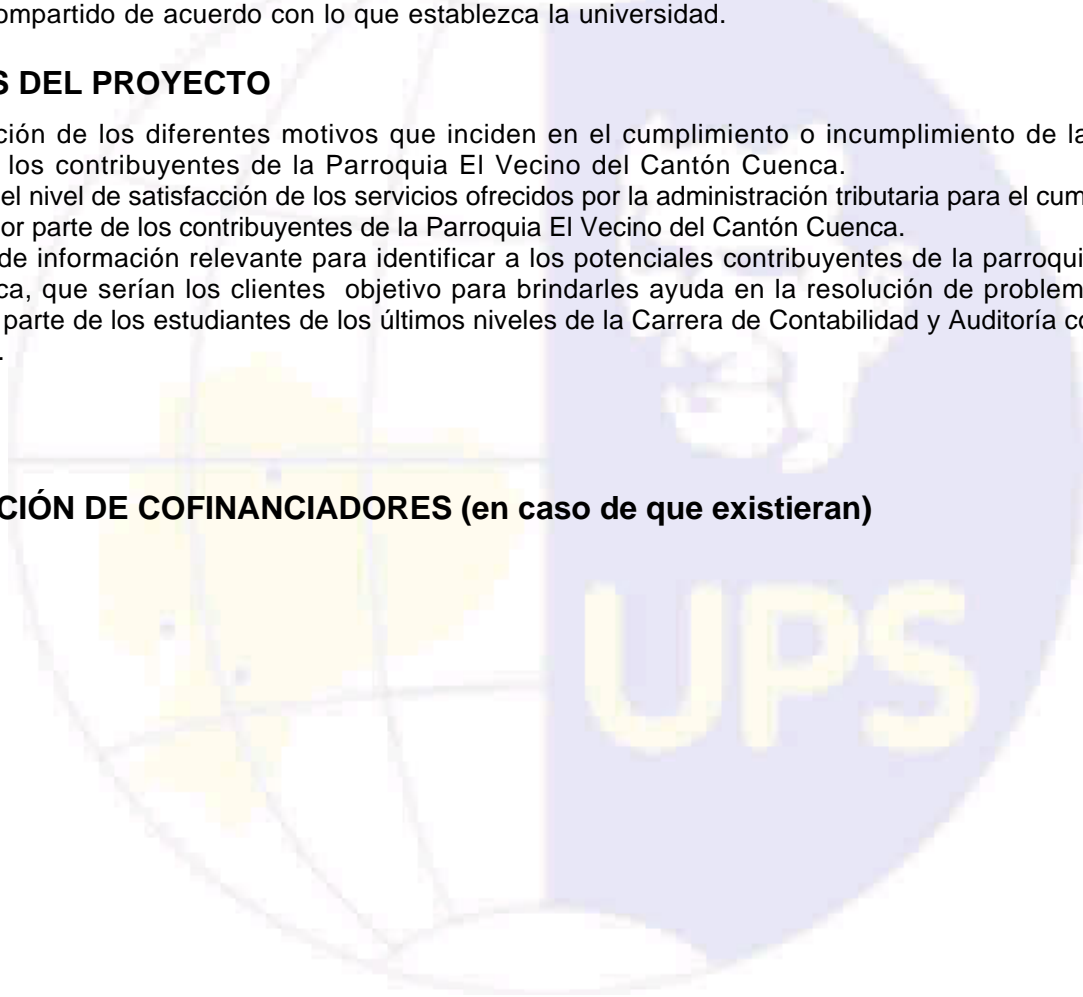 ompartido de acuerdo con lo que establezca la universidad.
S DEL PROYECTO
ción de los diferentes motivos que inciden en el cumplimiento o incumplimiento de la
los contribuyentes de la Parroquia El Vecino del Cantón Cuenca.
el nivel de satisfacción de los servicios ofrecidos por la administración tributaria para el cum
or parte de los contribuyentes de la Parroquia El Vecino del Cantón Cuenca.
de información relevante para identificar a los potenciales contribuyentes de la parroqui
ca, que serían los clientes objetivo para brindarles ayuda en la resolución de problem
parte de los estudiantes de los últimos niveles de la Carrera de Contabilidad y Auditoría co
.
CIÓN DE COFINANCIADORES (en caso de que existieran)
UPS